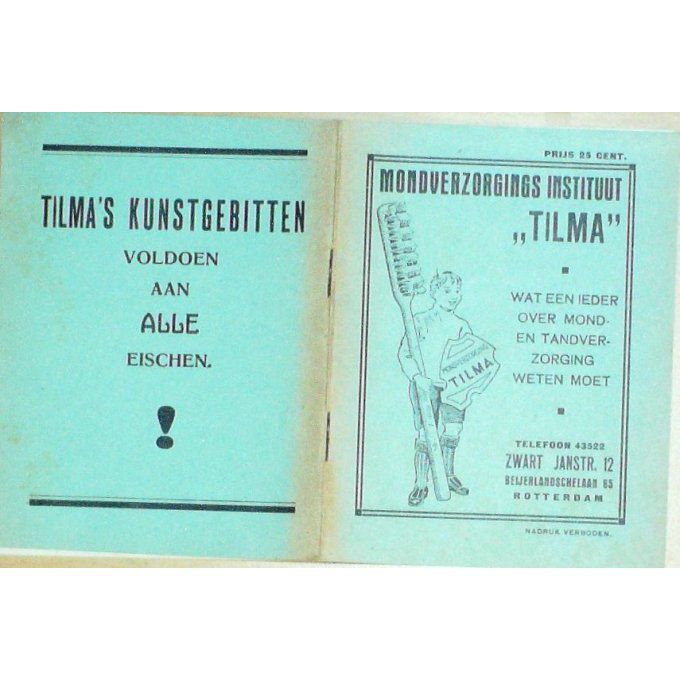 TILMA'S KUNSTGEBITTEN
VOLDOEN
AAN
ALLE
EISCHEN.
!
PRIJS 25 CENT.
MONDVERZORGINGS INSTITUUT
„TILMA”
WAT EEN IEDER
OVER MOND-
EN TANDVER-
ZORGING
WETEN MOET
MONDVERZORGING
TILMA
TELEFOON 43522
ZWART JANSTR. 12
BEIJERLANDSCHELAAN 65
ROTTERDAM
NADRUK VERBODEN.